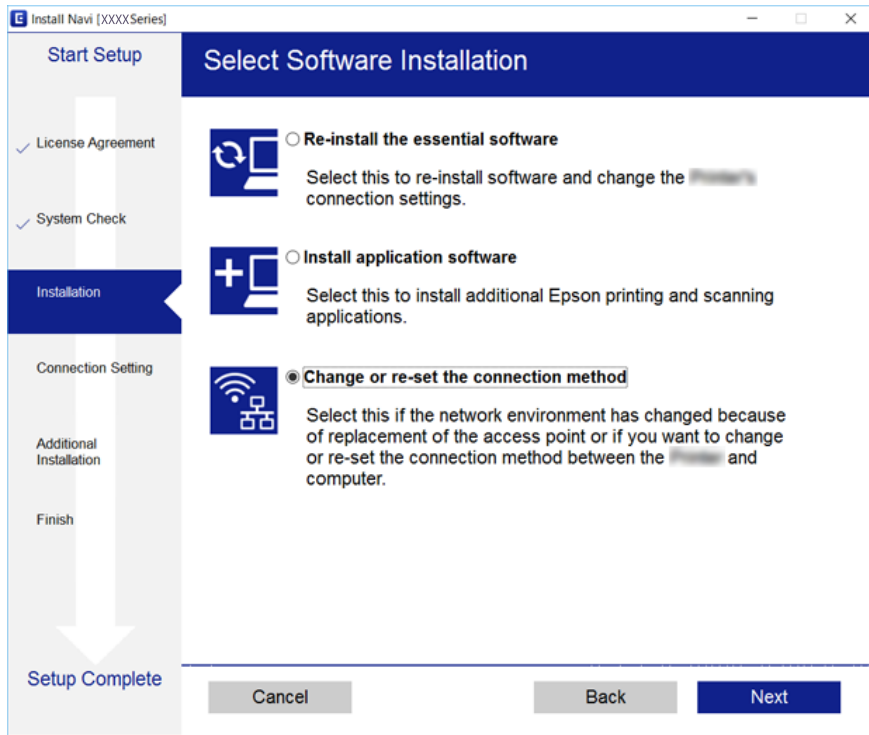 E Install Navi [XXXXSeries]
Start Setup
License Agreement
System Check
Installation
Connection Setting
Additional
Installation
Finish
Setup Complete
Select Software Installation
Re-install the essential software
Select this to re-install software and change the
connection settings.
Install application software
Select this to install additional Epson printing and scanning
applications.
Change or re-set the connection method
Select this if the network environment has changed because
of replacement of the access point or if you want to change
or re-set the connection method between the and
computer.
Cancel
Back
Next